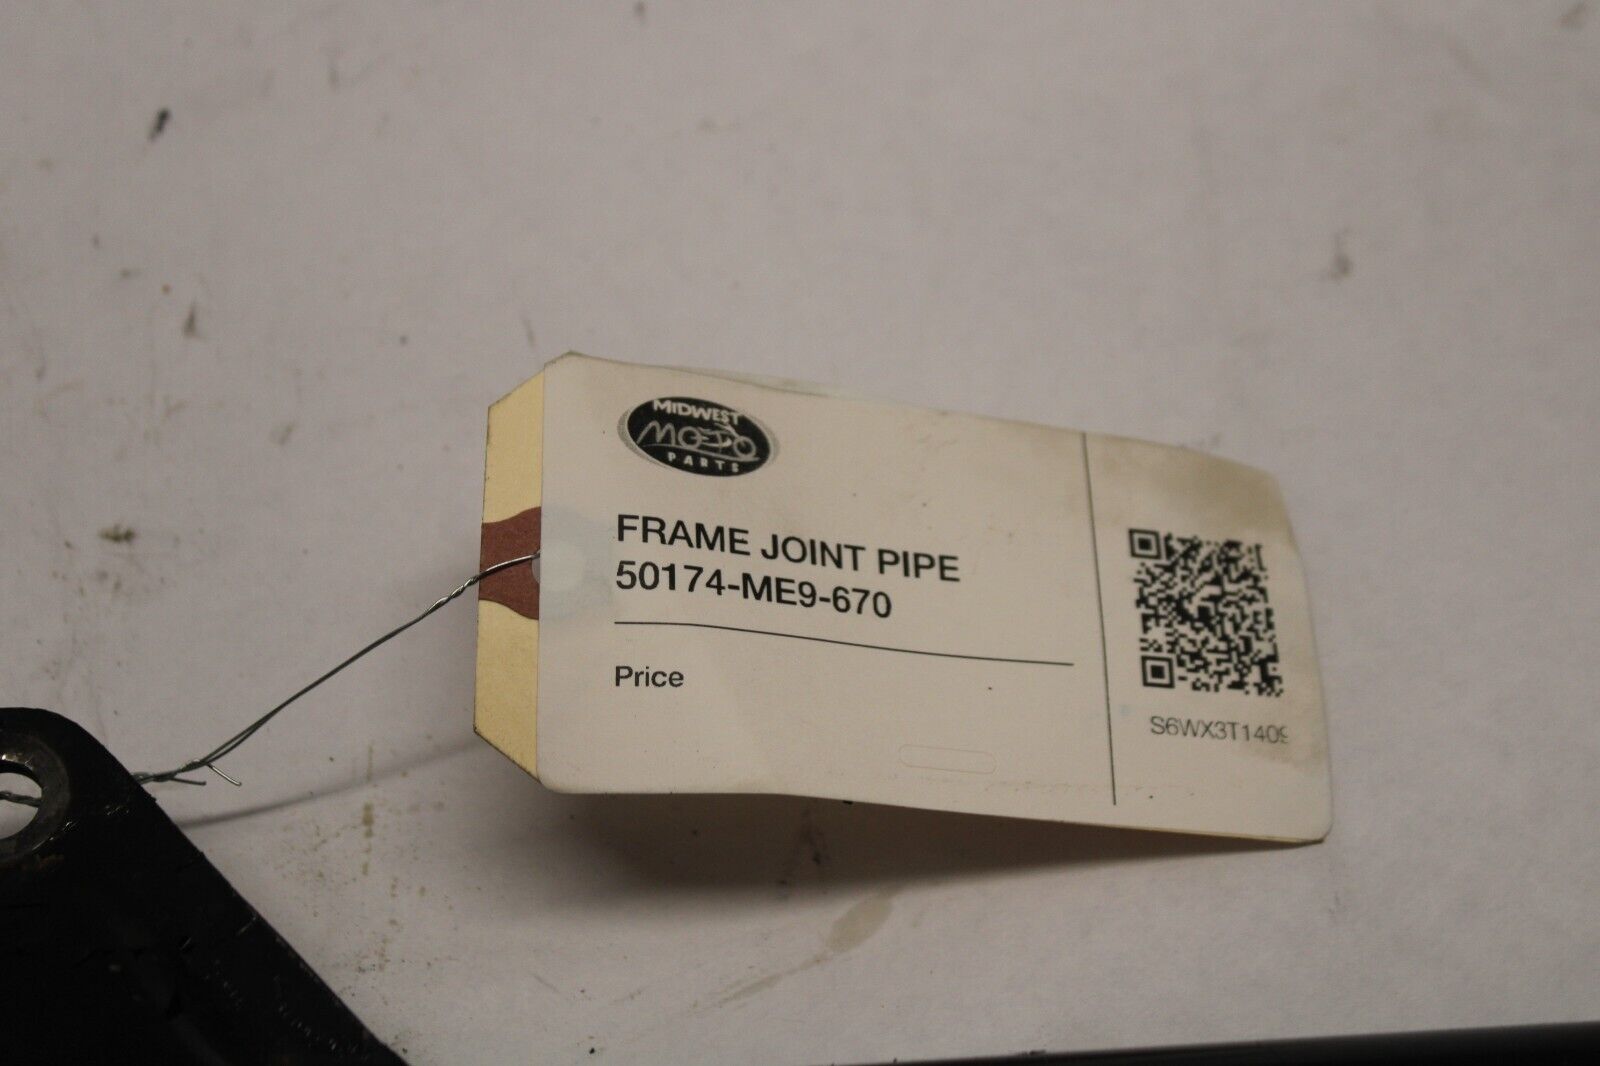 MIDWEST
MOTO
PARTS
FRAME JOINT PIPE
50174-ME9-670
Price
S6WX3T1409